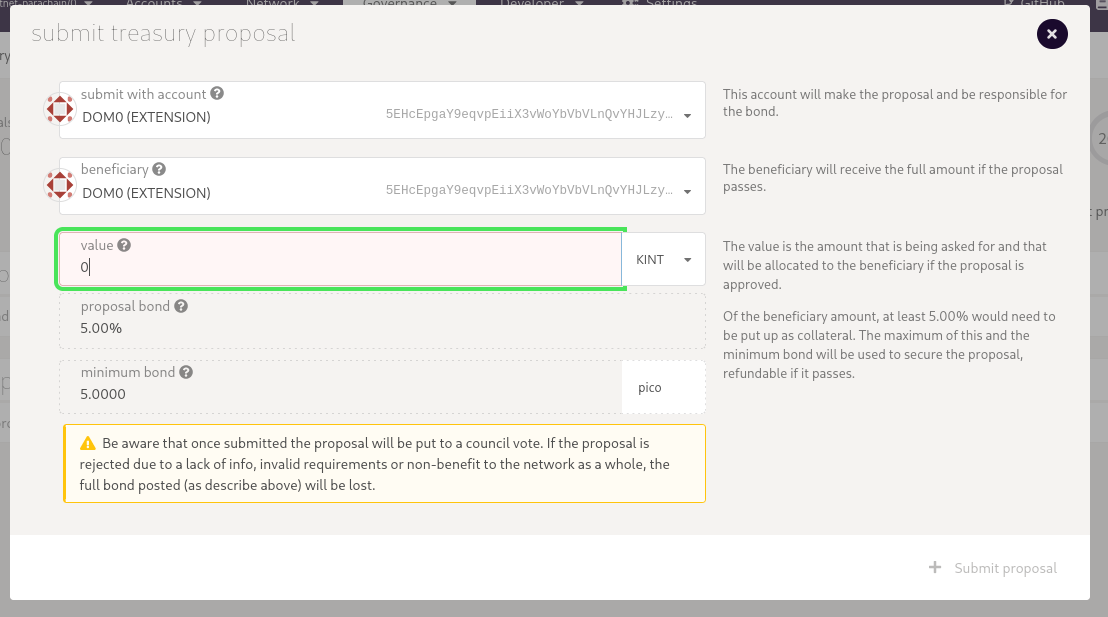 Accounts
Network
Governance
Developer
Settings
GitHub
submit treasury proposal
submit with account
DOM0 (EXTENSION)
5EHcEpgaY9eqvpEiiX3vWoYbVbVLnQvYHJLzy…
This account will make the proposal and be responsible for
the bond.
beneficiary
DOM0 (EXTENSION)
5EHcEpgaY9eqvpEiiX3vWoYbVbVLnQvYHJLzy…
The beneficiary will receive the full amount if the proposal
passes.
value
0
KINT
The value is the amount that is being asked for and that
will be allocated to the beneficiary if the proposal is
approved.
proposal bond
5.00%
Of the beneficiary amount, at least 5.00% would need to
be put up as collateral. The maximum of this and the
minimum bond will be used to secure the proposal,
refundable if it passes.
minimum bond
5.0000
pico
Be aware that once submitted the proposal will be put to a council vote. If the proposal is
rejected due to a lack of info, invalid requirements or non-benefit to the network as a whole, the
full bond posted (as describe above) will be lost.
Submit proposal